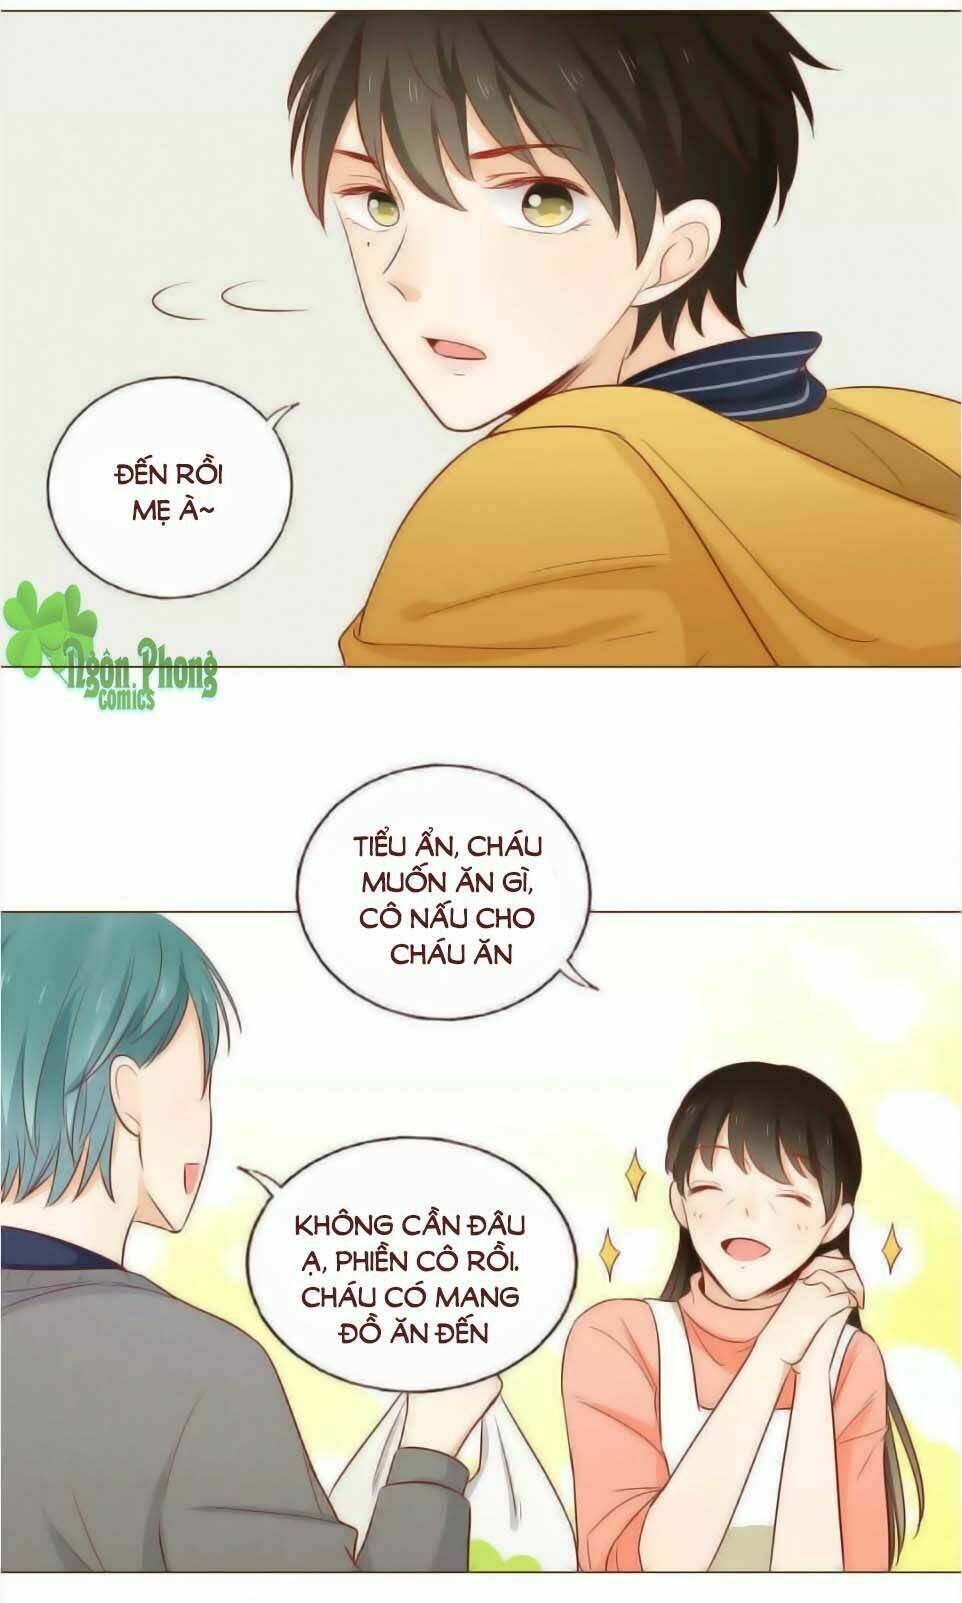 ĐẾN RỒI
MẸ À~
Ngôn Phong
comics
TIỂU ẨN, CHÁU
MUỐN ĂN GÌ,
CÔ NẤU CHO
CHÁU ĂN
KHÔNG CẦN ĐÂU
Ạ, PHIỀN CÔ RỒI.
CHÁU CÓ MANG
ĐỒ ĂN ĐẾN